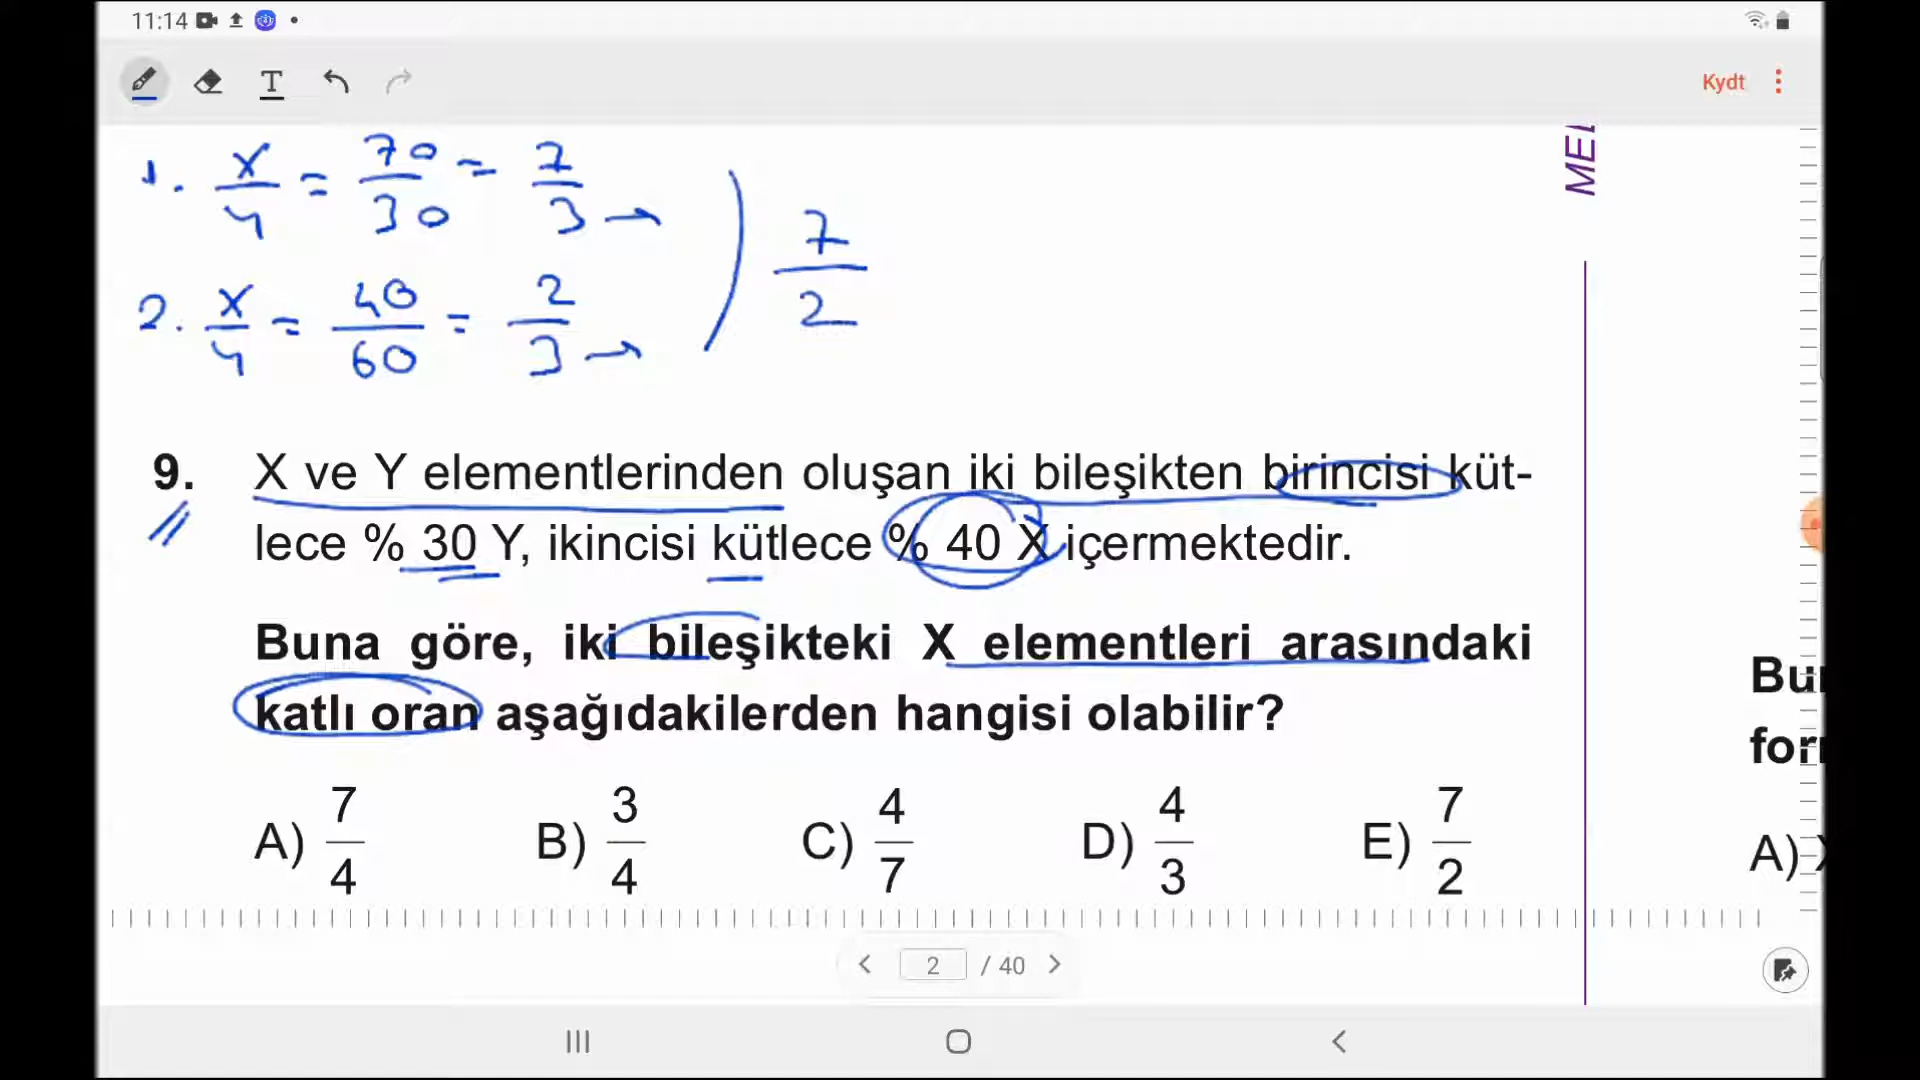 11:14
T
Kydt
MEL
1. x/y = 70/30 = 7/3 →
7/2
2. x/y = 40/60 = 2/3 →
9. X ve Y elementlerinden oluşan iki bileşikten birincisi küt-
lece % 30 Y, ikincisi kütlece % 40 X içermektedir.
Buna göre, iki bileşikteki X elementleri arasındaki
katlı oran aşağıdakilerden hangisi olabilir?
A) 7/4 B) 3/4 C) 4/7 D) 4/3 E) 7/2
A)
2 / 40